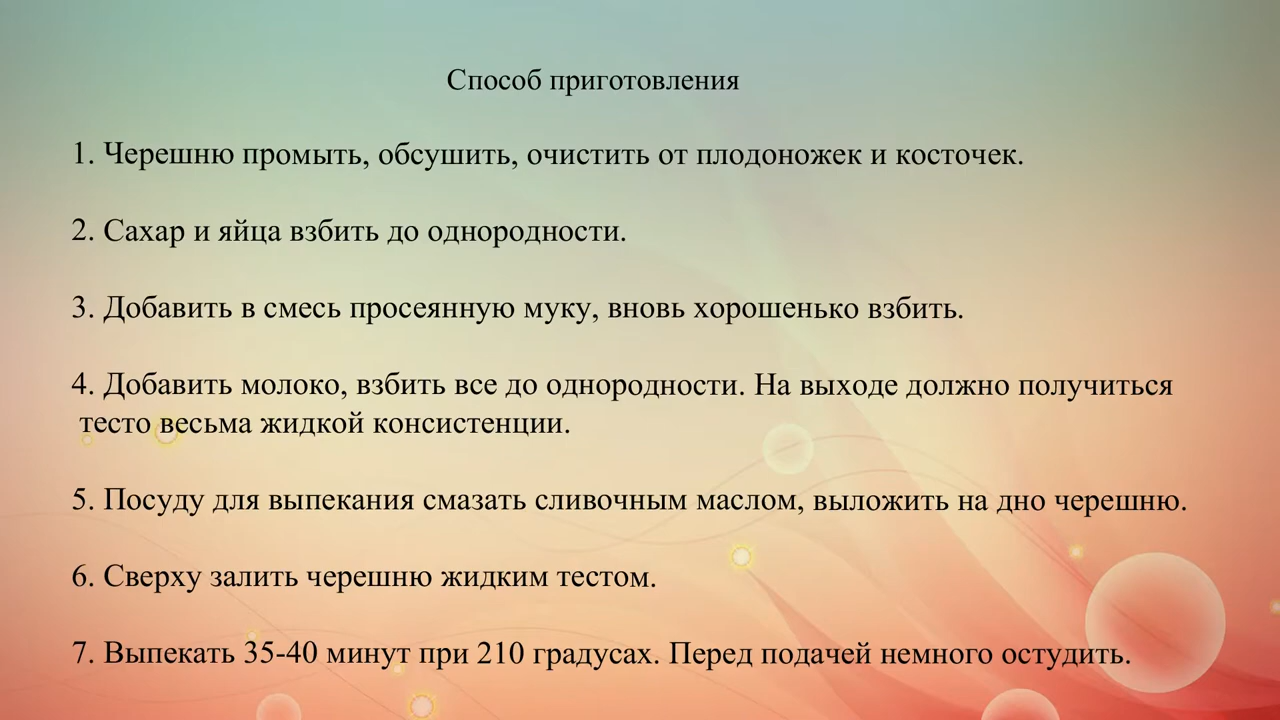 Способ приготовления
1. Черешню промыть, обсушить, очистить от плодоножек и косточек.
2. Сахар и яйца взбить до однородности.
3. Добавить в смесь просеянную муку, вновь хорошенько взбить.
4. Добавить молоко, взбить все до однородности. На выходе должно получиться
тесто весьма жидкой консистенции.
5. Посуду для выпекания смазать сливочным маслом, выложить на дно черешню.
6. Сверху залить черешню жидким тестом.
7. Выпекать 35-40 минут при 210 градусах. Перед подачей немного остудить.